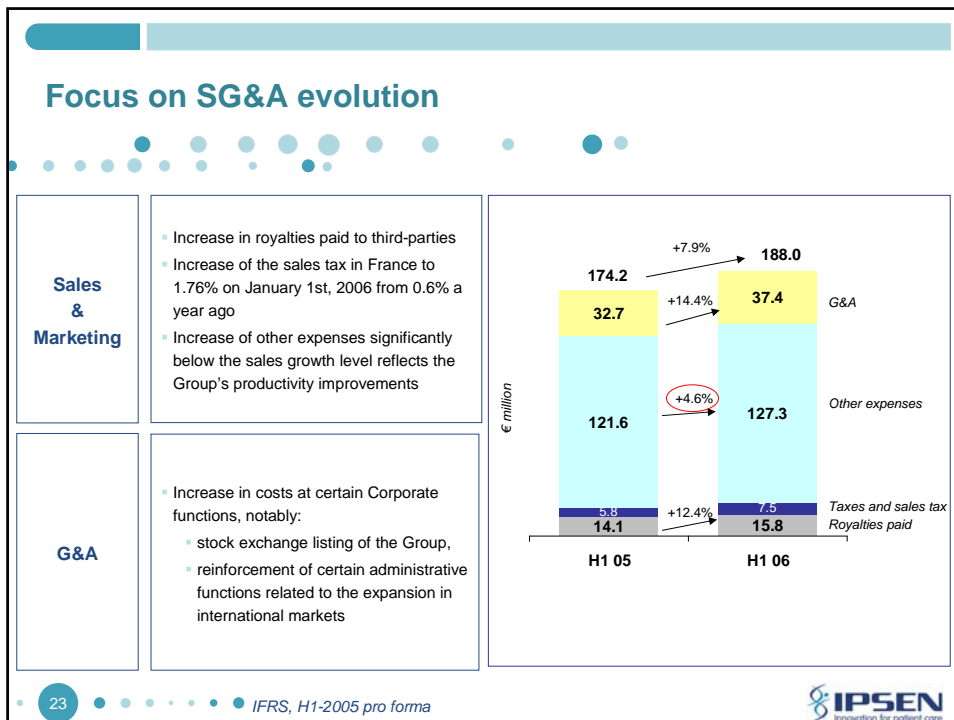 Focus on SG&A evolution
Sales
&
Marketing
Increase in royalties paid to third-parties
Increase of the sales tax in France to
1.76% on January 1st, 2006 from 0.6% a
year ago
Increase of other expenses significantly
below the sales growth level reflects the
Group's productivity improvements
G&A
Increase in costs at certain Corporate
functions, notably:
stock exchange listing of the Group,
reinforcement of certain administrative
functions related to the expansion in
international markets
€ million
+7.9%
174.2
188.0
32.7
+14.4%
37.4
G&A
121.6
+4.6%
127.3
Other expenses
5.8
7.5
Taxes and sales tax
14.1
+12.4%
15.8
Royalties paid
H1 05
H1 06
23
IFRS, H1-2005 pro forma
IPSEN
Innovation for patient care